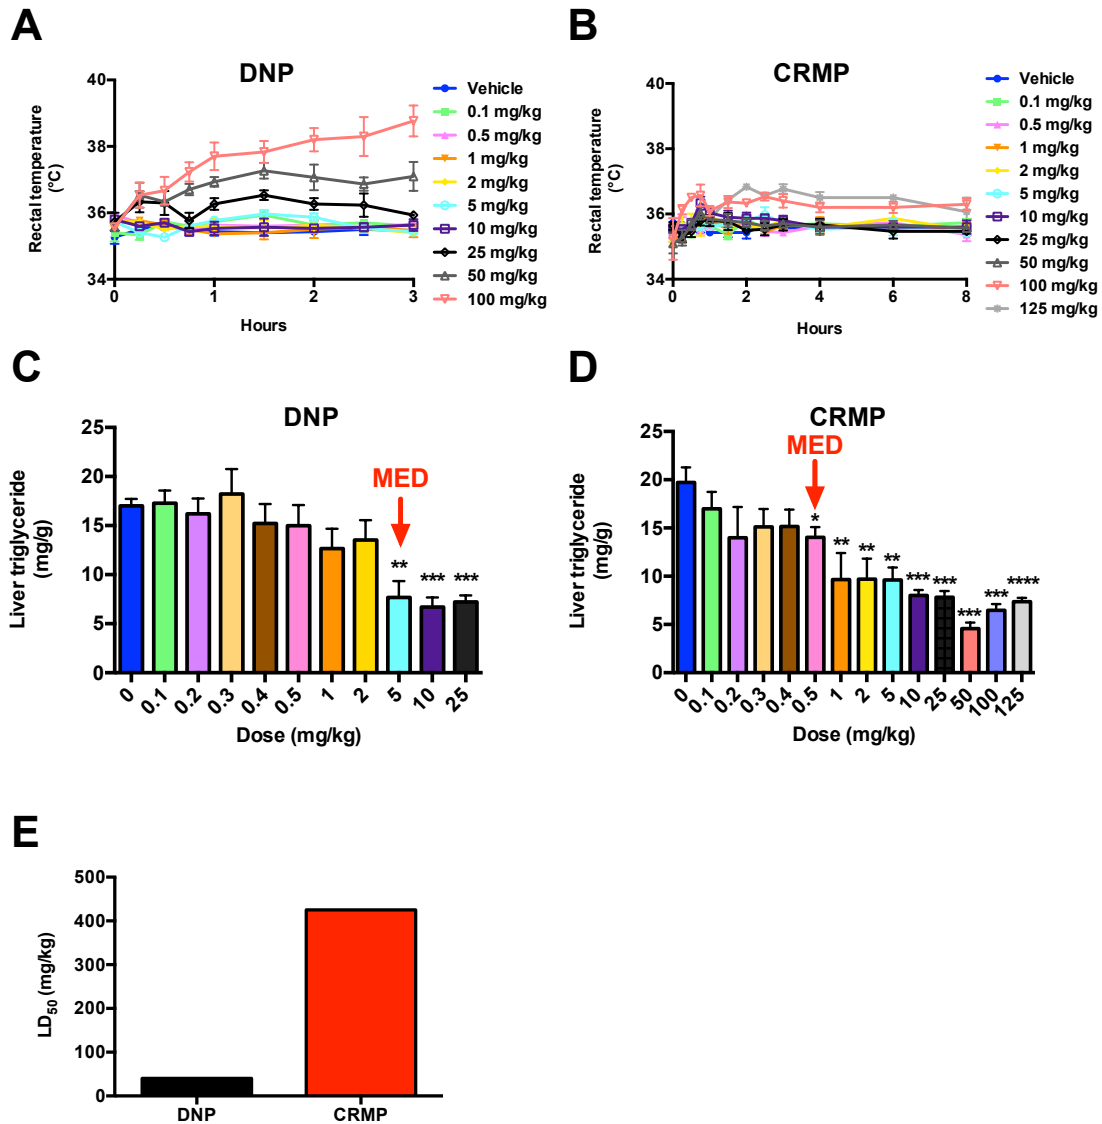 A
DNP
Rectal temperature
(°C)
40
38
36
34
0
1
2
3
Hours
Vehicle
0.1 mg/kg
0.5 mg/kg
1 mg/kg
2 mg/kg
5 mg/kg
10 mg/kg
25 mg/kg
50 mg/kg
100 mg/kg
B
CRMP
Rectal temperature
(°C)
40
38
36
34
0
2
4
6
8
Hours
Vehicle
0.1 mg/kg
0.5 mg/kg
1 mg/kg
2 mg/kg
5 mg/kg
10 mg/kg
25 mg/kg
50 mg/kg
100 mg/kg
125 mg/kg
C
DNP
Liver triglyceride
(mg/g)
25
20
15
10
5
0
MED
** *** ***
0 0.1 0.2 0.3 0.4 0.5 1 2 5 10 25
Dose (mg/kg)
D
CRMP
Liver triglyceride
(mg/g)
25
20
15
10
5
0
MED
* ** ** ** *** *** *** *** ****
0 0.1 0.2 0.3 0.4 0.5 1 2 5 10 25 50 100 125
Dose (mg/kg)
E
LD50 (mg/kg)
500
400
300
200
100
0
DNP CRMP